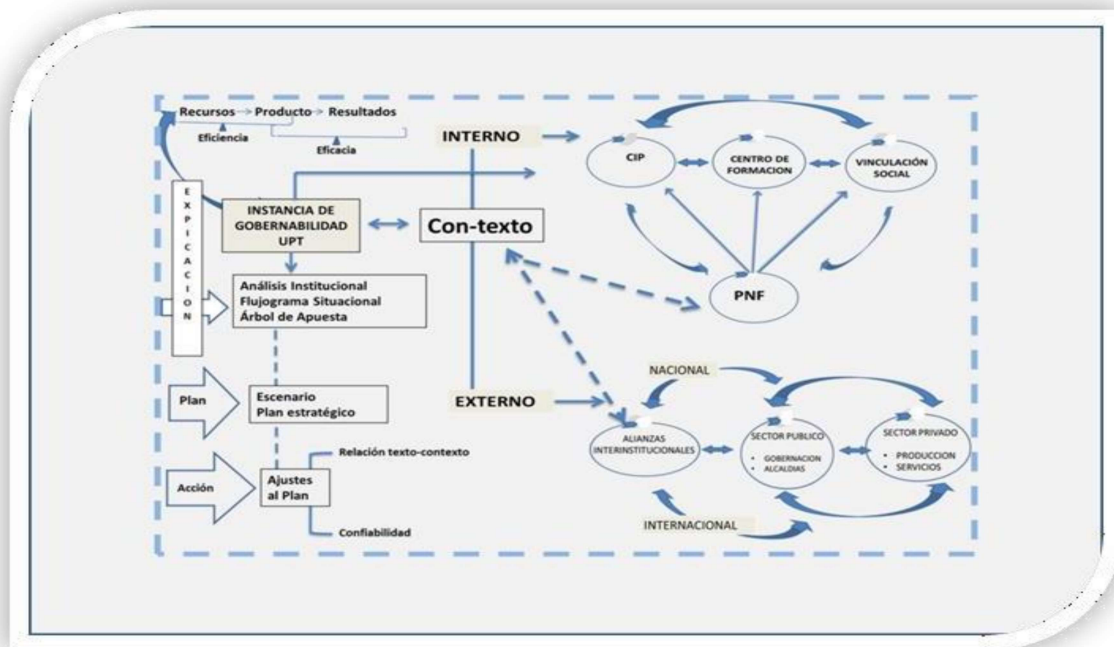 Recursos Producto Resultados
Eficiencia
Eficacia
INTERNO
CIP
CENTRO DE
FORMACION
VINCULACIÓN
SOCIAL
EXPICACION
INSTANCIA DE
GOBERNABILIDAD
UPT
Con-texto
Análisis Institucional
Flujograma Situacional
Árbol de Apuesta
PNF
Plan
Escenario
Plan estratégico
EXTERNO
NACIONAL
ALIANZAS
INTERINSTITUCIONALES
SECTOR PUBLICO
• GOBERNACION
• ALCALDIAS
SECTOR PRIVADO
• PRODUCCION
• SERVICIOS
Acción
Ajustes
al Plan
Relación texto-contexto
Confiabilidad
INTERNACIONAL